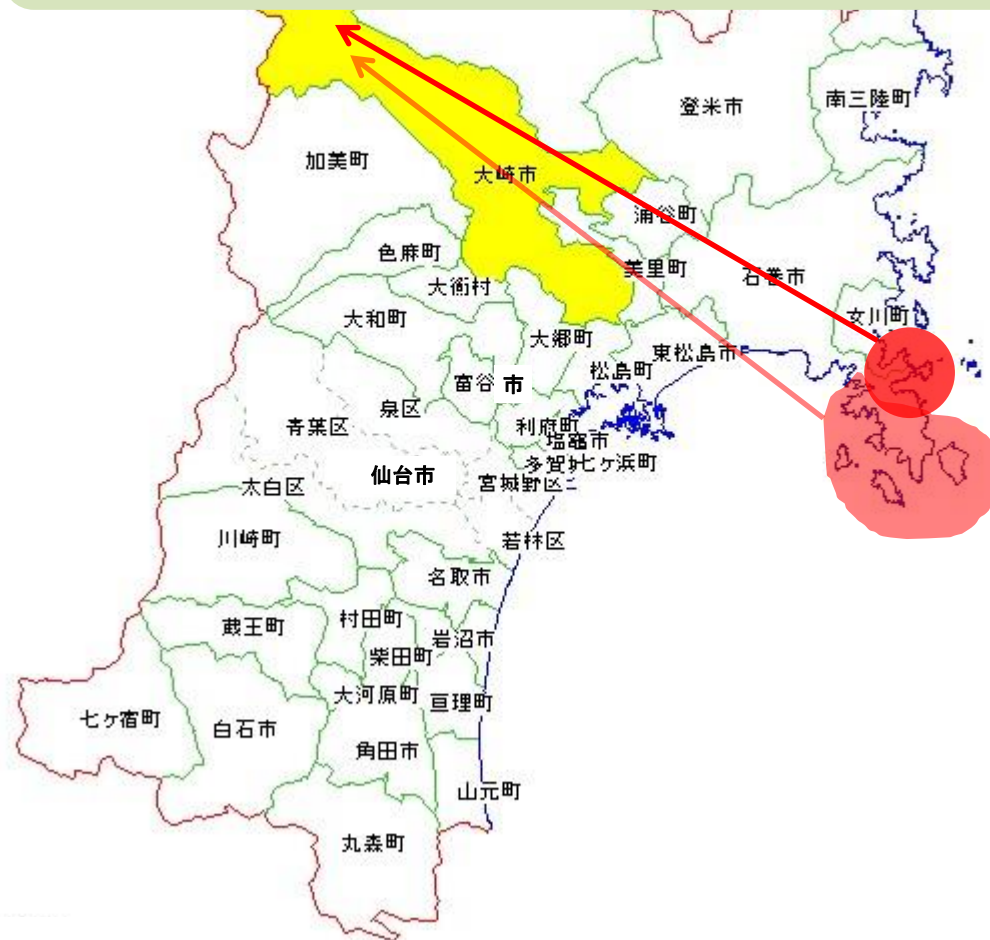 登米市
南三陸町
加美町
大崎市
涌谷町
色麻町
美里町
石巻市
大衡村
女川町
大和町
大郷町
東松島市
松島町
富谷 市
泉区
利府町
青葉区
塩竈市
多賀
七ヶ浜町
仙台市
宮城野区
太白区
川崎町
若林区
名取市
村田町
蔵王町
岩沼市
柴田町
大河原町
亘理町
七ヶ宿町
白石市
角田市
山元町
丸森町